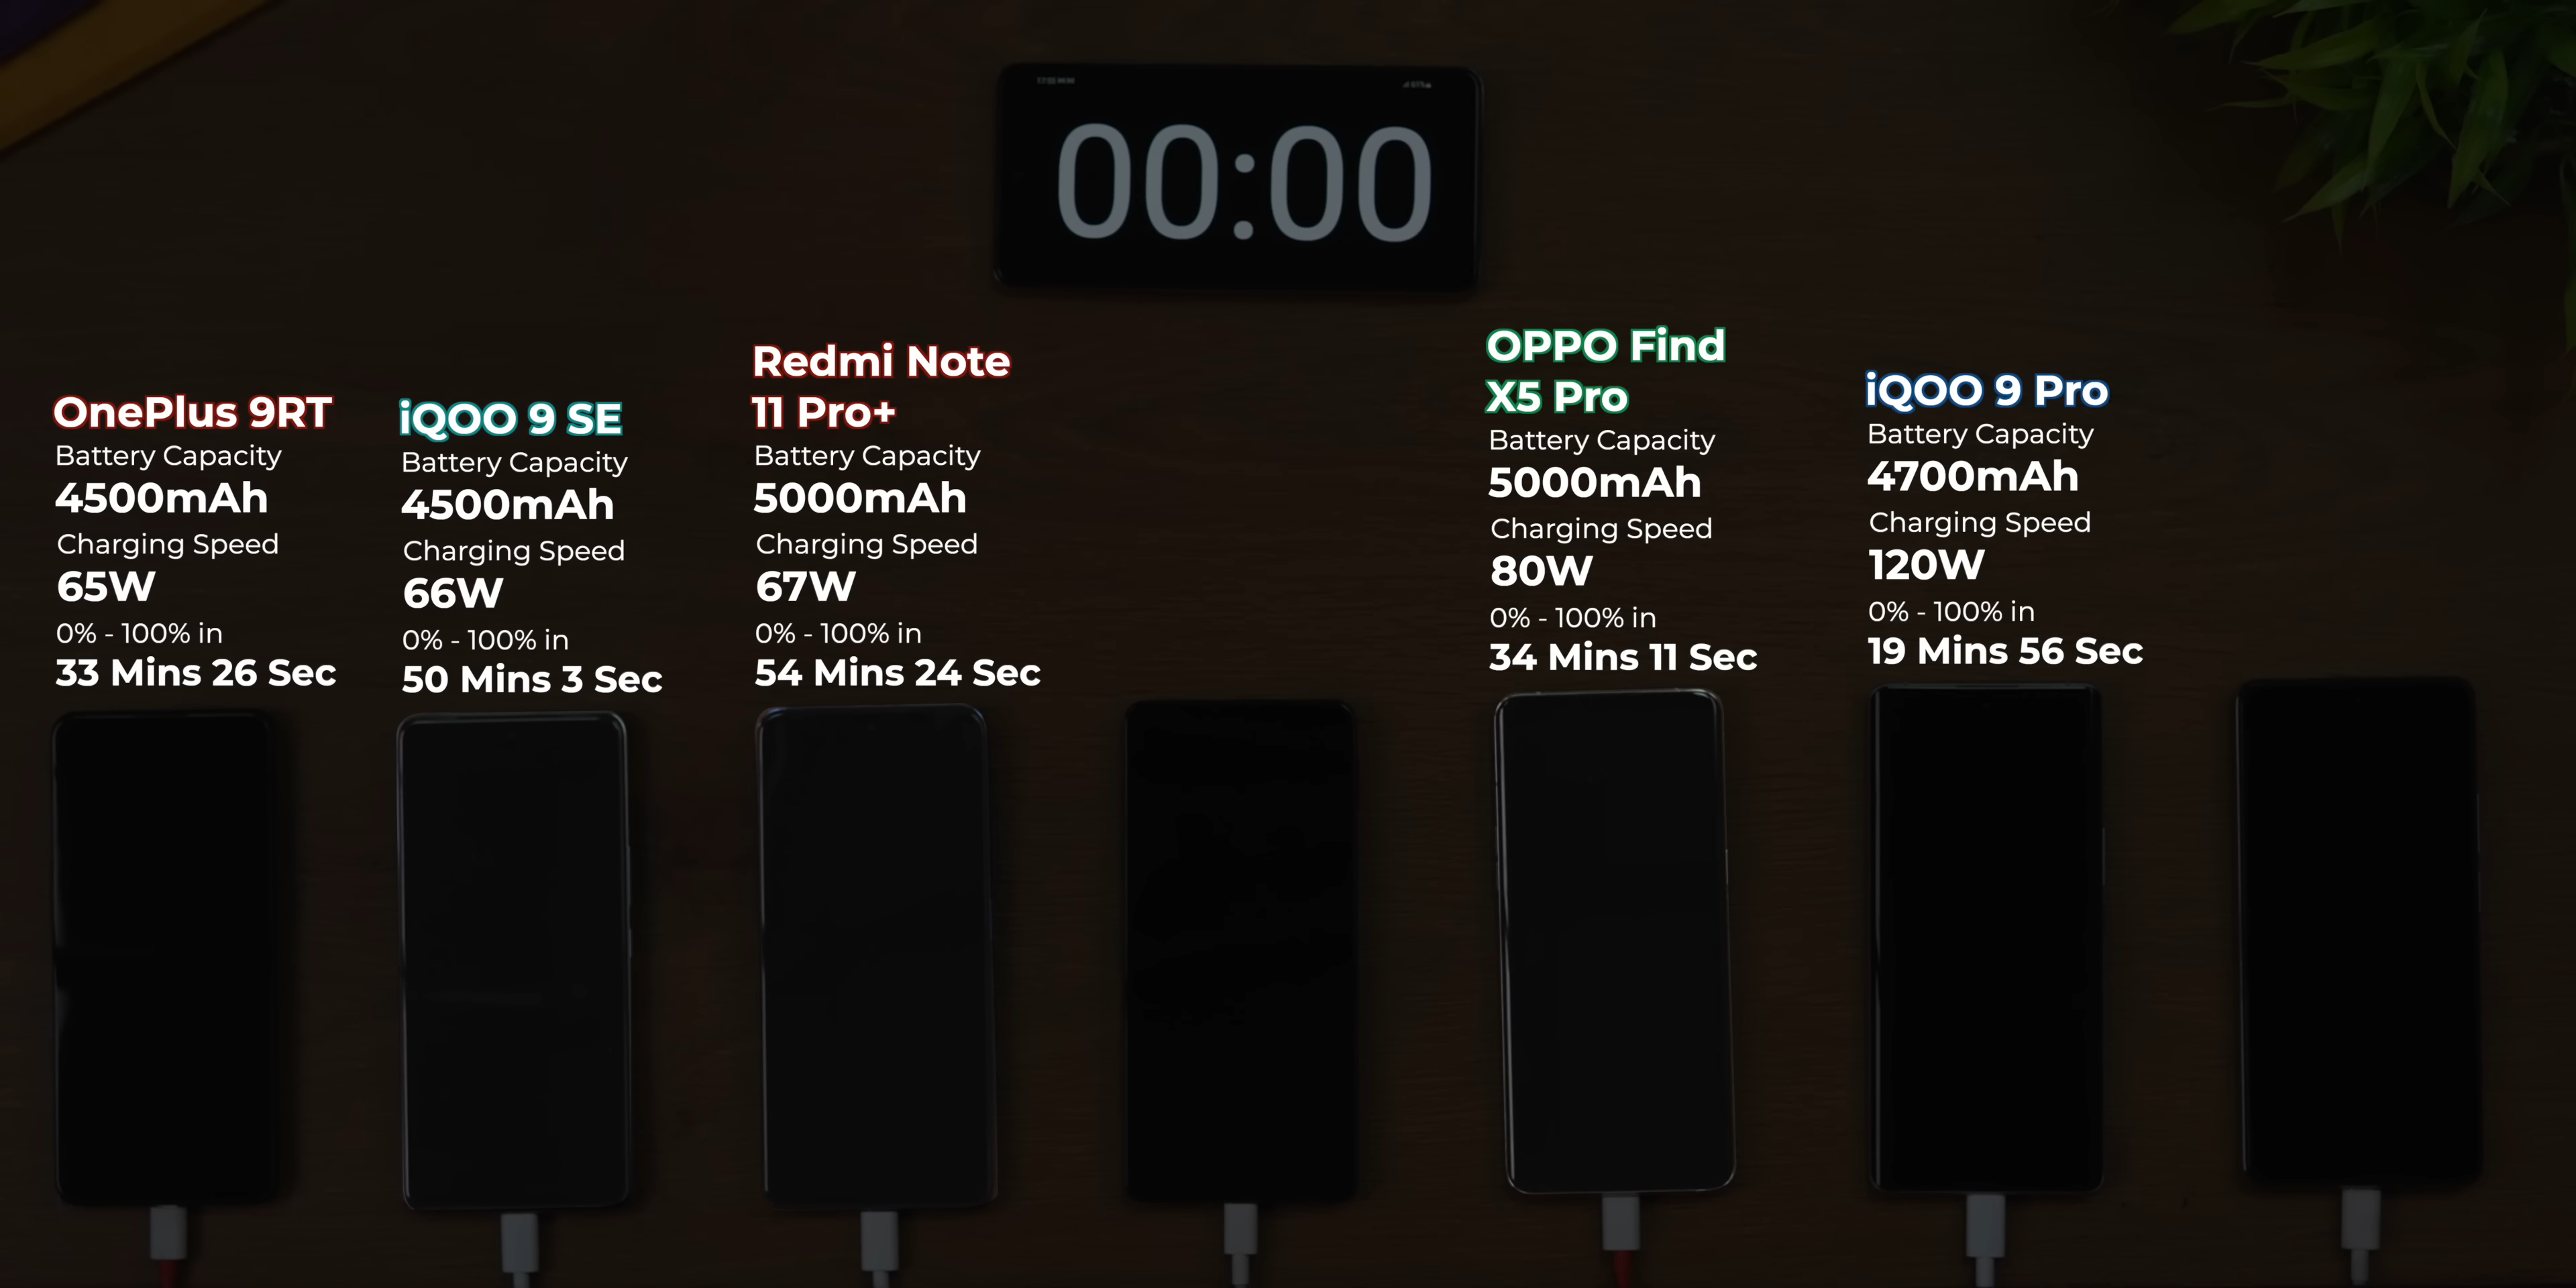 00:00
OnePlus 9RT
Battery Capacity
4500mAh
Charging Speed
65W
0% - 100% in
33 Mins 26 Sec
iQOO 9 SE
Battery Capacity
4500mAh
Charging Speed
66W
0% - 100% in
50 Mins 3 Sec
Redmi Note
11 Pro+
Battery Capacity
5000mAh
Charging Speed
67W
0% - 100% in
54 Mins 24 Sec
OPPO Find
X5 Pro
Battery Capacity
5000mAh
Charging Speed
80W
0% - 100% in
34 Mins 11 Sec
iQOO 9 Pro
Battery Capacity
4700mAh
Charging Speed
120W
0% - 100% in
19 Mins 56 Sec